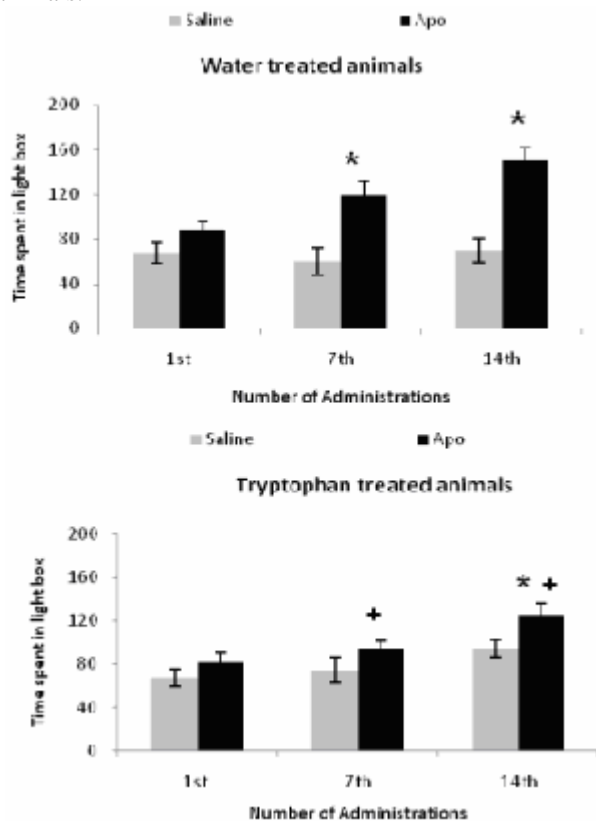 Saline Apo
Water treated animals
200
160
120
80
40
0
Time spent in light box
* *
1st 7th 14th
Number of Administrations
Saline Apo
Tryptophan treated animals
200
160
120
80
40
0
Time spent in light box
+ * +
1st 7th 14th
Number of Administrations